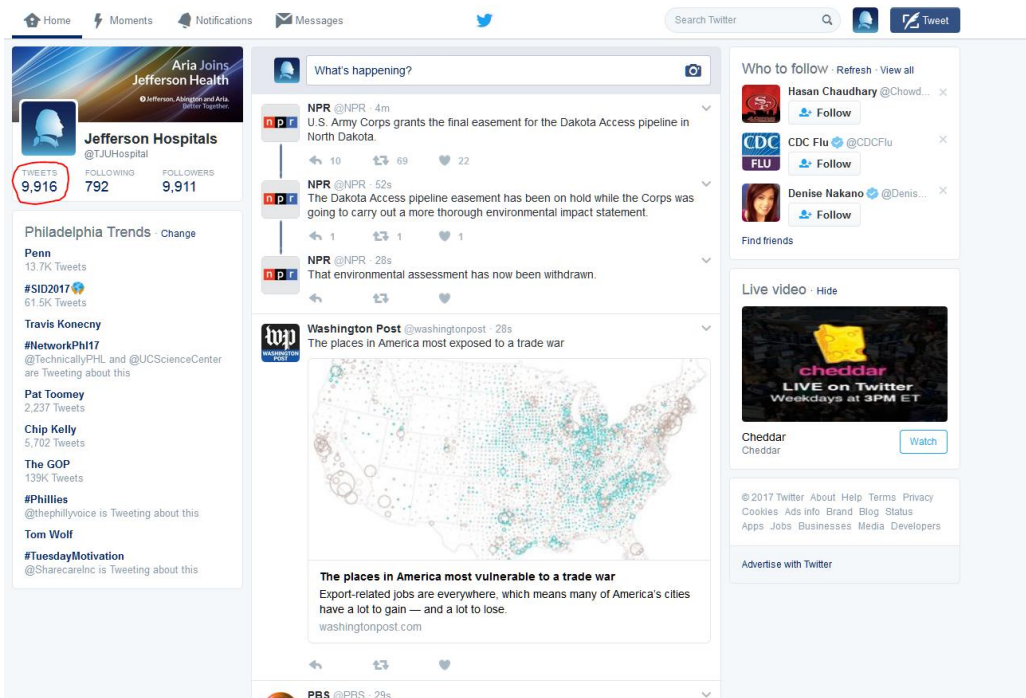 Home Moments Notifications Messages Search Twitter Tweet
Aria Joins
Jefferson Health
Jefferson, Abington and Aria.
Better Together.
Jefferson Hospitals
@TJUHospital
TWEETS FOLLOWING FOLLOWERS
9,916 792 9,911
Philadelphia Trends · Change
Penn
13.7K Tweets
#SID2017
61.5K Tweets
Travis Konecny
#NetworkPhl17
@TechnicallyPHL and @UCScienceCenter
are Tweeting about this
Pat Toomey
2,237 Tweets
Chip Kelly
5,702 Tweets
The GOP
139K Tweets
#Phillies
@thephillyvoice is Tweeting about this
Tom Wolf
#TuesdayMotivation
@SharecareInc is Tweeting about this
What's happening?
npr
NPR @NPR · 4m
U.S. Army Corps grants the final easement for the Dakota Access pipeline in
North Dakota.
10 69 22
npr
NPR @NPR · 52s
The Dakota Access pipeline easement has been on hold while the Corps was
going to carry out a more thorough environmental impact statement.
1 1 1
npr
NPR @NPR · 28s
That environmental assessment has now been withdrawn.
wp
WASHINGTON
POST
Washington Post @washingtonpost · 28s
The places in America most exposed to a trade war
The places in America most vulnerable to a trade war
Export-related jobs are everywhere, which means many of America's cities
have a lot to gain — and a lot to lose.
washingtonpost.com
PBS @PBS · 29s
Who to follow · Refresh · View all
SF
Hasan Chaudhary @Chowd...
Follow
CDC
FLU
CDC Flu @CDCFlu
Follow
Denise Nakano @Denis...
Follow
Find friends
Live video · Hide
cheddar
LIVE on Twitter
Weekdays at 3PM ET
Cheddar
Cheddar
Watch
© 2017 Twitter About Help Terms Privacy
Cookies Ads info Brand Blog Status
Apps Jobs Businesses Media Developers
Advertise with Twitter